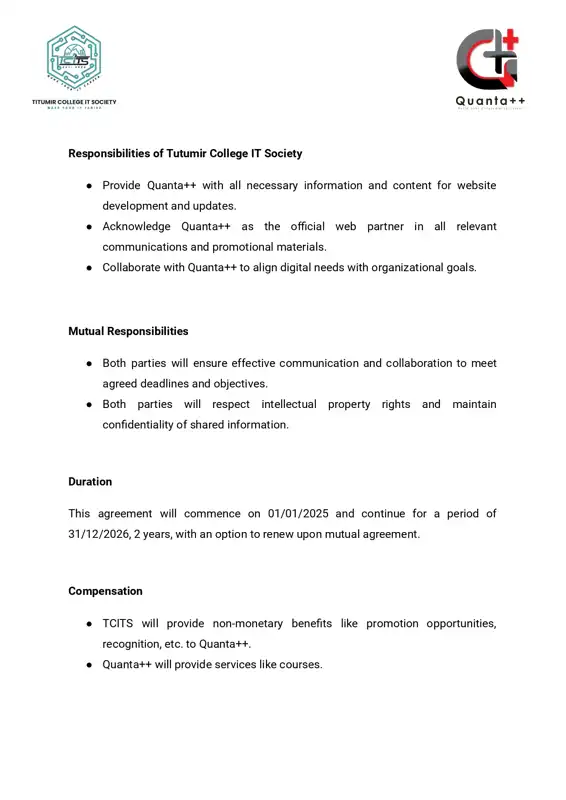 TITUMIR COLLEGE IT SOCIETY
Quanta++
Responsibilities of Tutumir College IT Society
● Provide Quanta++ with all necessary information and content for website
development and updates.
● Acknowledge Quanta++ as the official web partner in all relevant
communications and promotional materials.
● Collaborate with Quanta++ to align digital needs with organizational goals.
Mutual Responsibilities
● Both parties will ensure effective communication and collaboration to meet
agreed deadlines and objectives.
● Both parties will respect intellectual property rights and maintain
confidentiality of shared information.
Duration
This agreement will commence on 01/01/2025 and continue for a period of
31/12/2026, 2 years, with an option to renew upon mutual agreement.
Compensation
● TCITS will provide non-monetary benefits like promotion opportunities,
recognition, etc. to Quanta++.
● Quanta++ will provide services like courses.